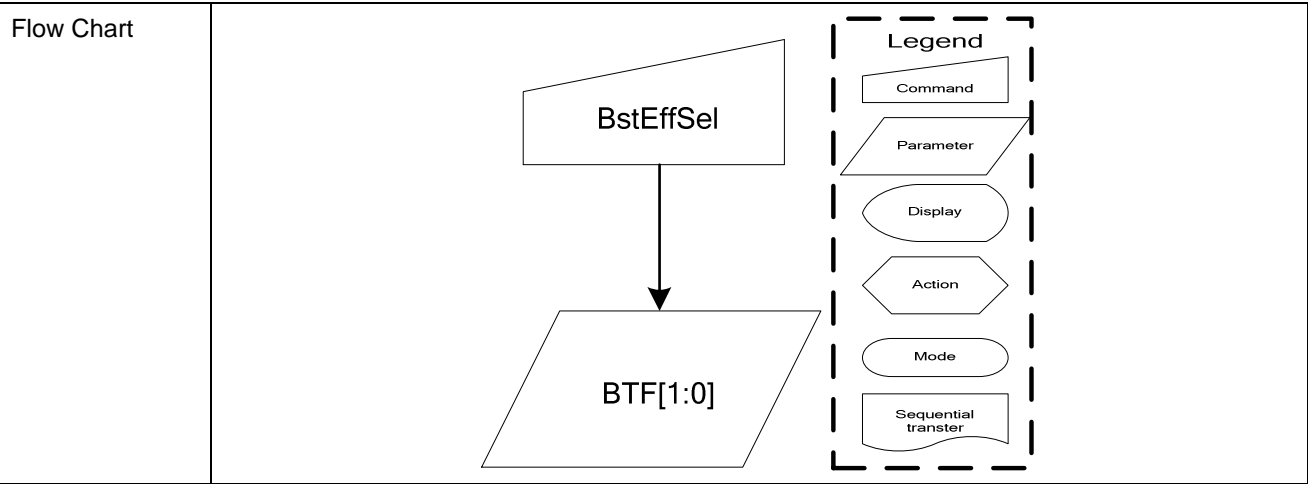 Flow Chart
BstEffSel
BTF[1:0]
Legend
Command
Parameter
Display
Action
Mode
Sequential
transter